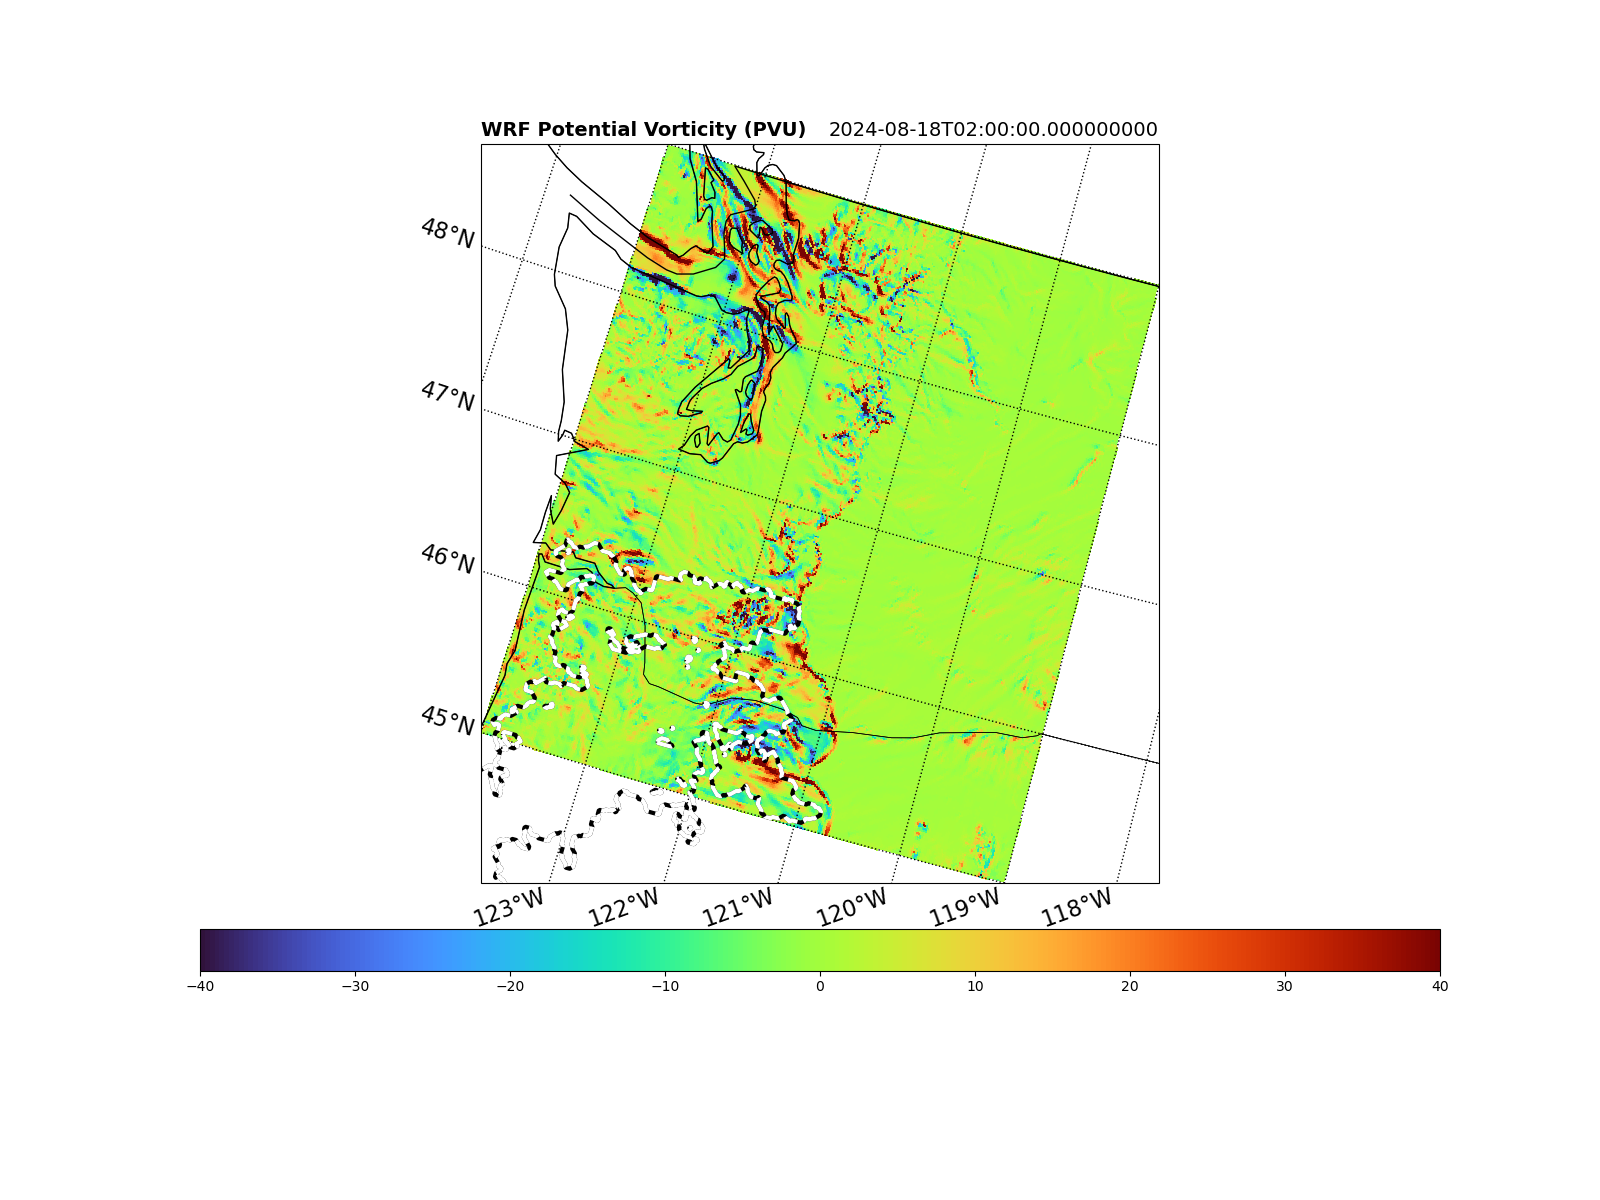 WRF Potential Vorticity (PVU) 2024-08-18T02:00:00.000000000
48°N
47°N
46°N
45°N
123°W 122°W 121°W 120°W 119°W 118°W
−40 −30 −20 −10 0 10 20 30 40